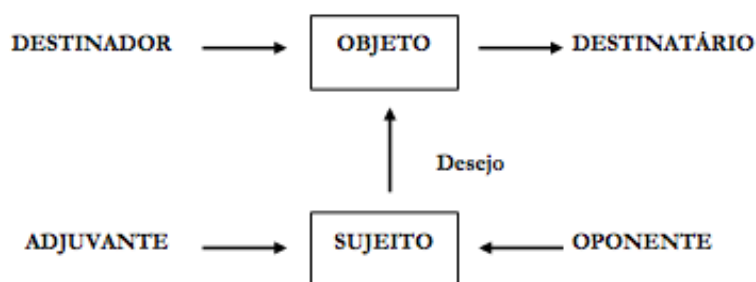 DESTINADOR OBJETO DESTINATÁRIO
Desejo
ADJUVANTE SUJEITO OPONENTE